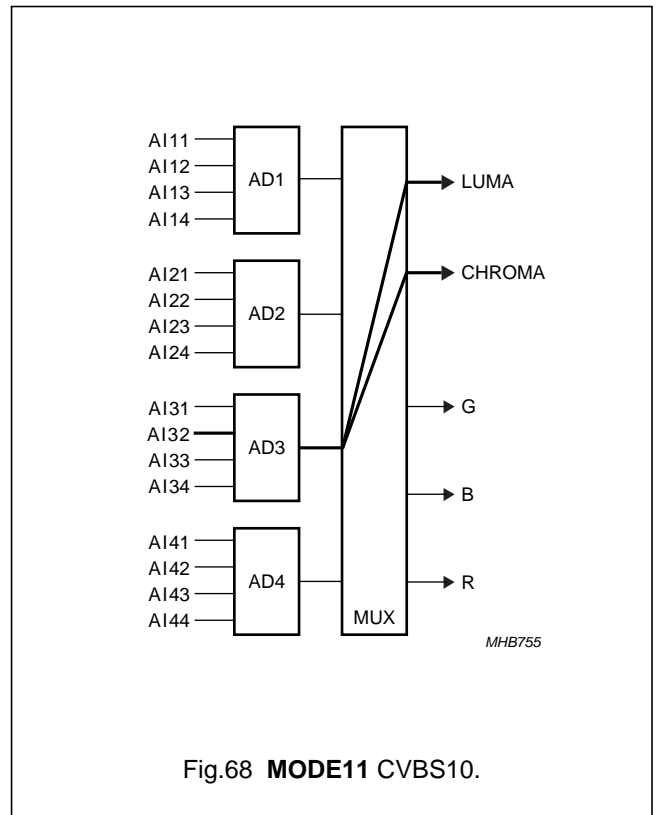 AI11
AI12
AI13
AI14
AD1
AI21
AI22
AI23
AI24
AD2
AI31
AI32
AI33
AI34
AD3
AI41
AI42
AI43
AI44
AD4
MUX
LUMA
CHROMA
G
B
R
MHB755
Fig.68 MODE11 CVBS10.